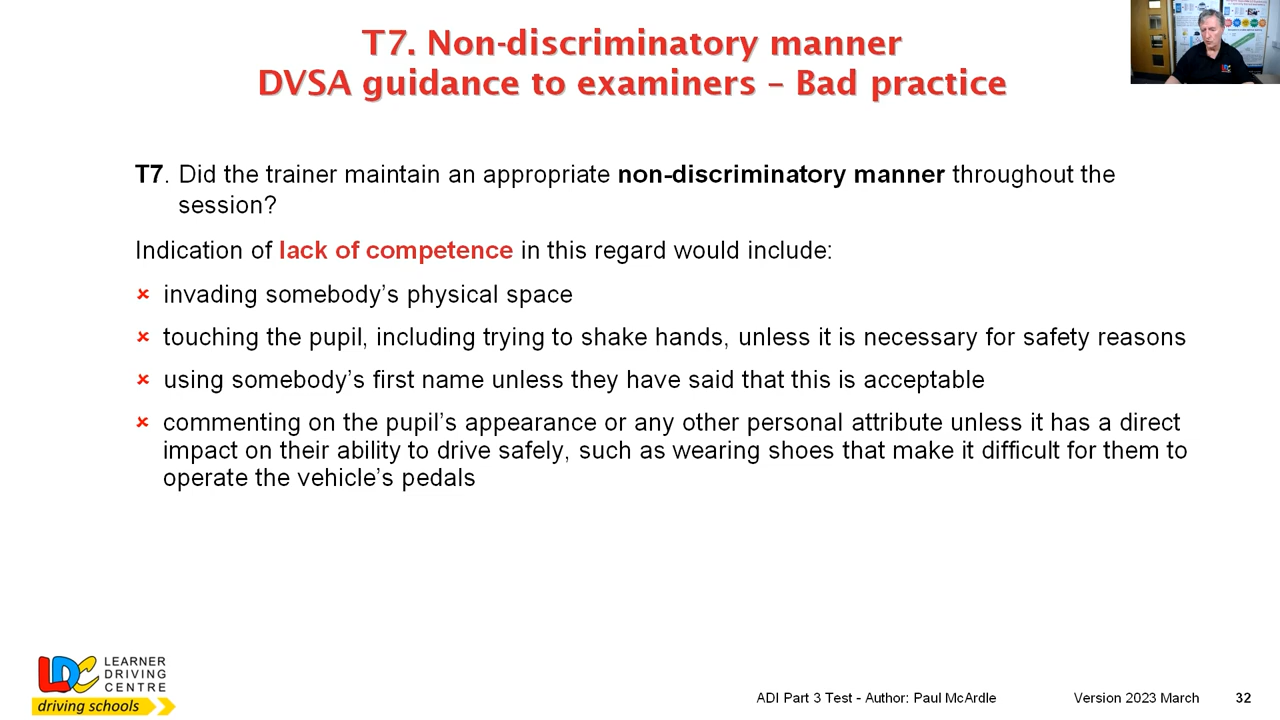 T7. Non-discriminatory manner
DVSA guidance to examiners – Bad practice
T7. Did the trainer maintain an appropriate non-discriminatory manner throughout the
session?
Indication of lack of competence in this regard would include:
× invading somebody's physical space
× touching the pupil, including trying to shake hands, unless it is necessary for safety reasons
× using somebody's first name unless they have said that this is acceptable
× commenting on the pupil's appearance or any other personal attribute unless it has a direct
impact on their ability to drive safely, such as wearing shoes that make it difficult for them to
operate the vehicle's pedals
LDC
LEARNER
DRIVING
CENTRE
driving schools
ADI Part 3 Test - Author: Paul McArdle
Version 2023 March
32